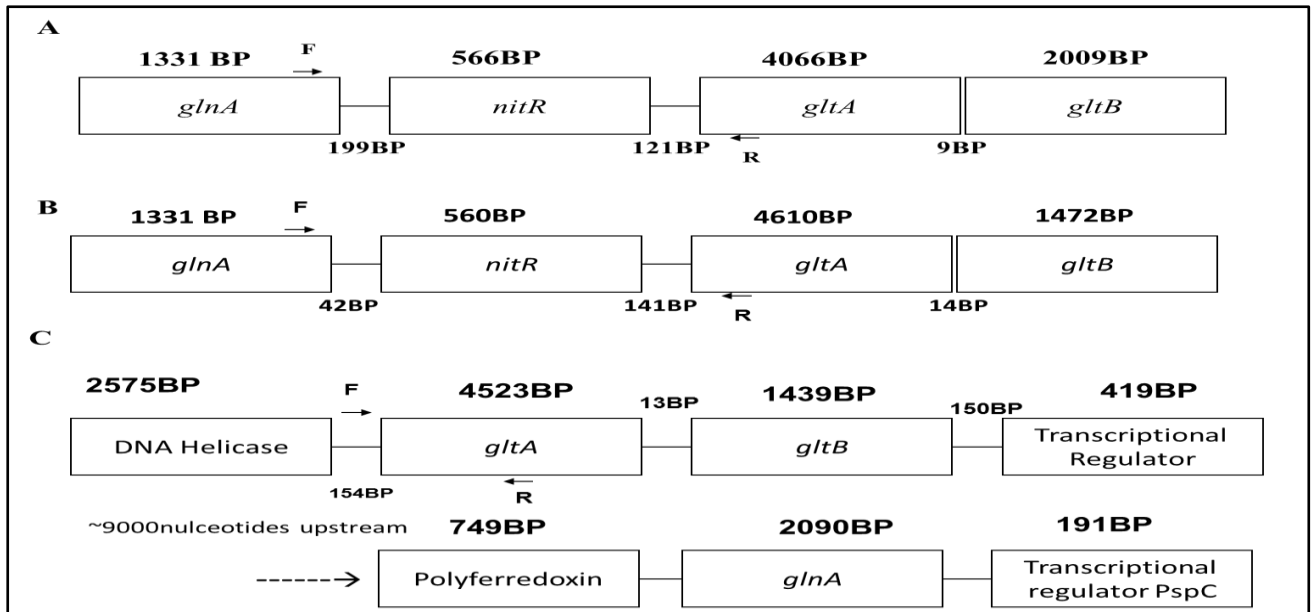 A
F
1331 BP 566BP 4066BP 2009BP
glnA nitR gltA gltB
199BP 121BP R 9BP
B
F
1331 BP 560BP 4610BP 1472BP
glnA nitR gltA gltB
42BP 141BP R 14BP
C
2575BP F 4523BP 13BP 1439BP 150BP 419BP
DNA Helicase gltA gltB Transcriptional
Regulator
154BP R
~9000nulceotides upstream 749BP 2090BP 191BP
Polyferredoxin glnA Transcriptional
regulator PspC